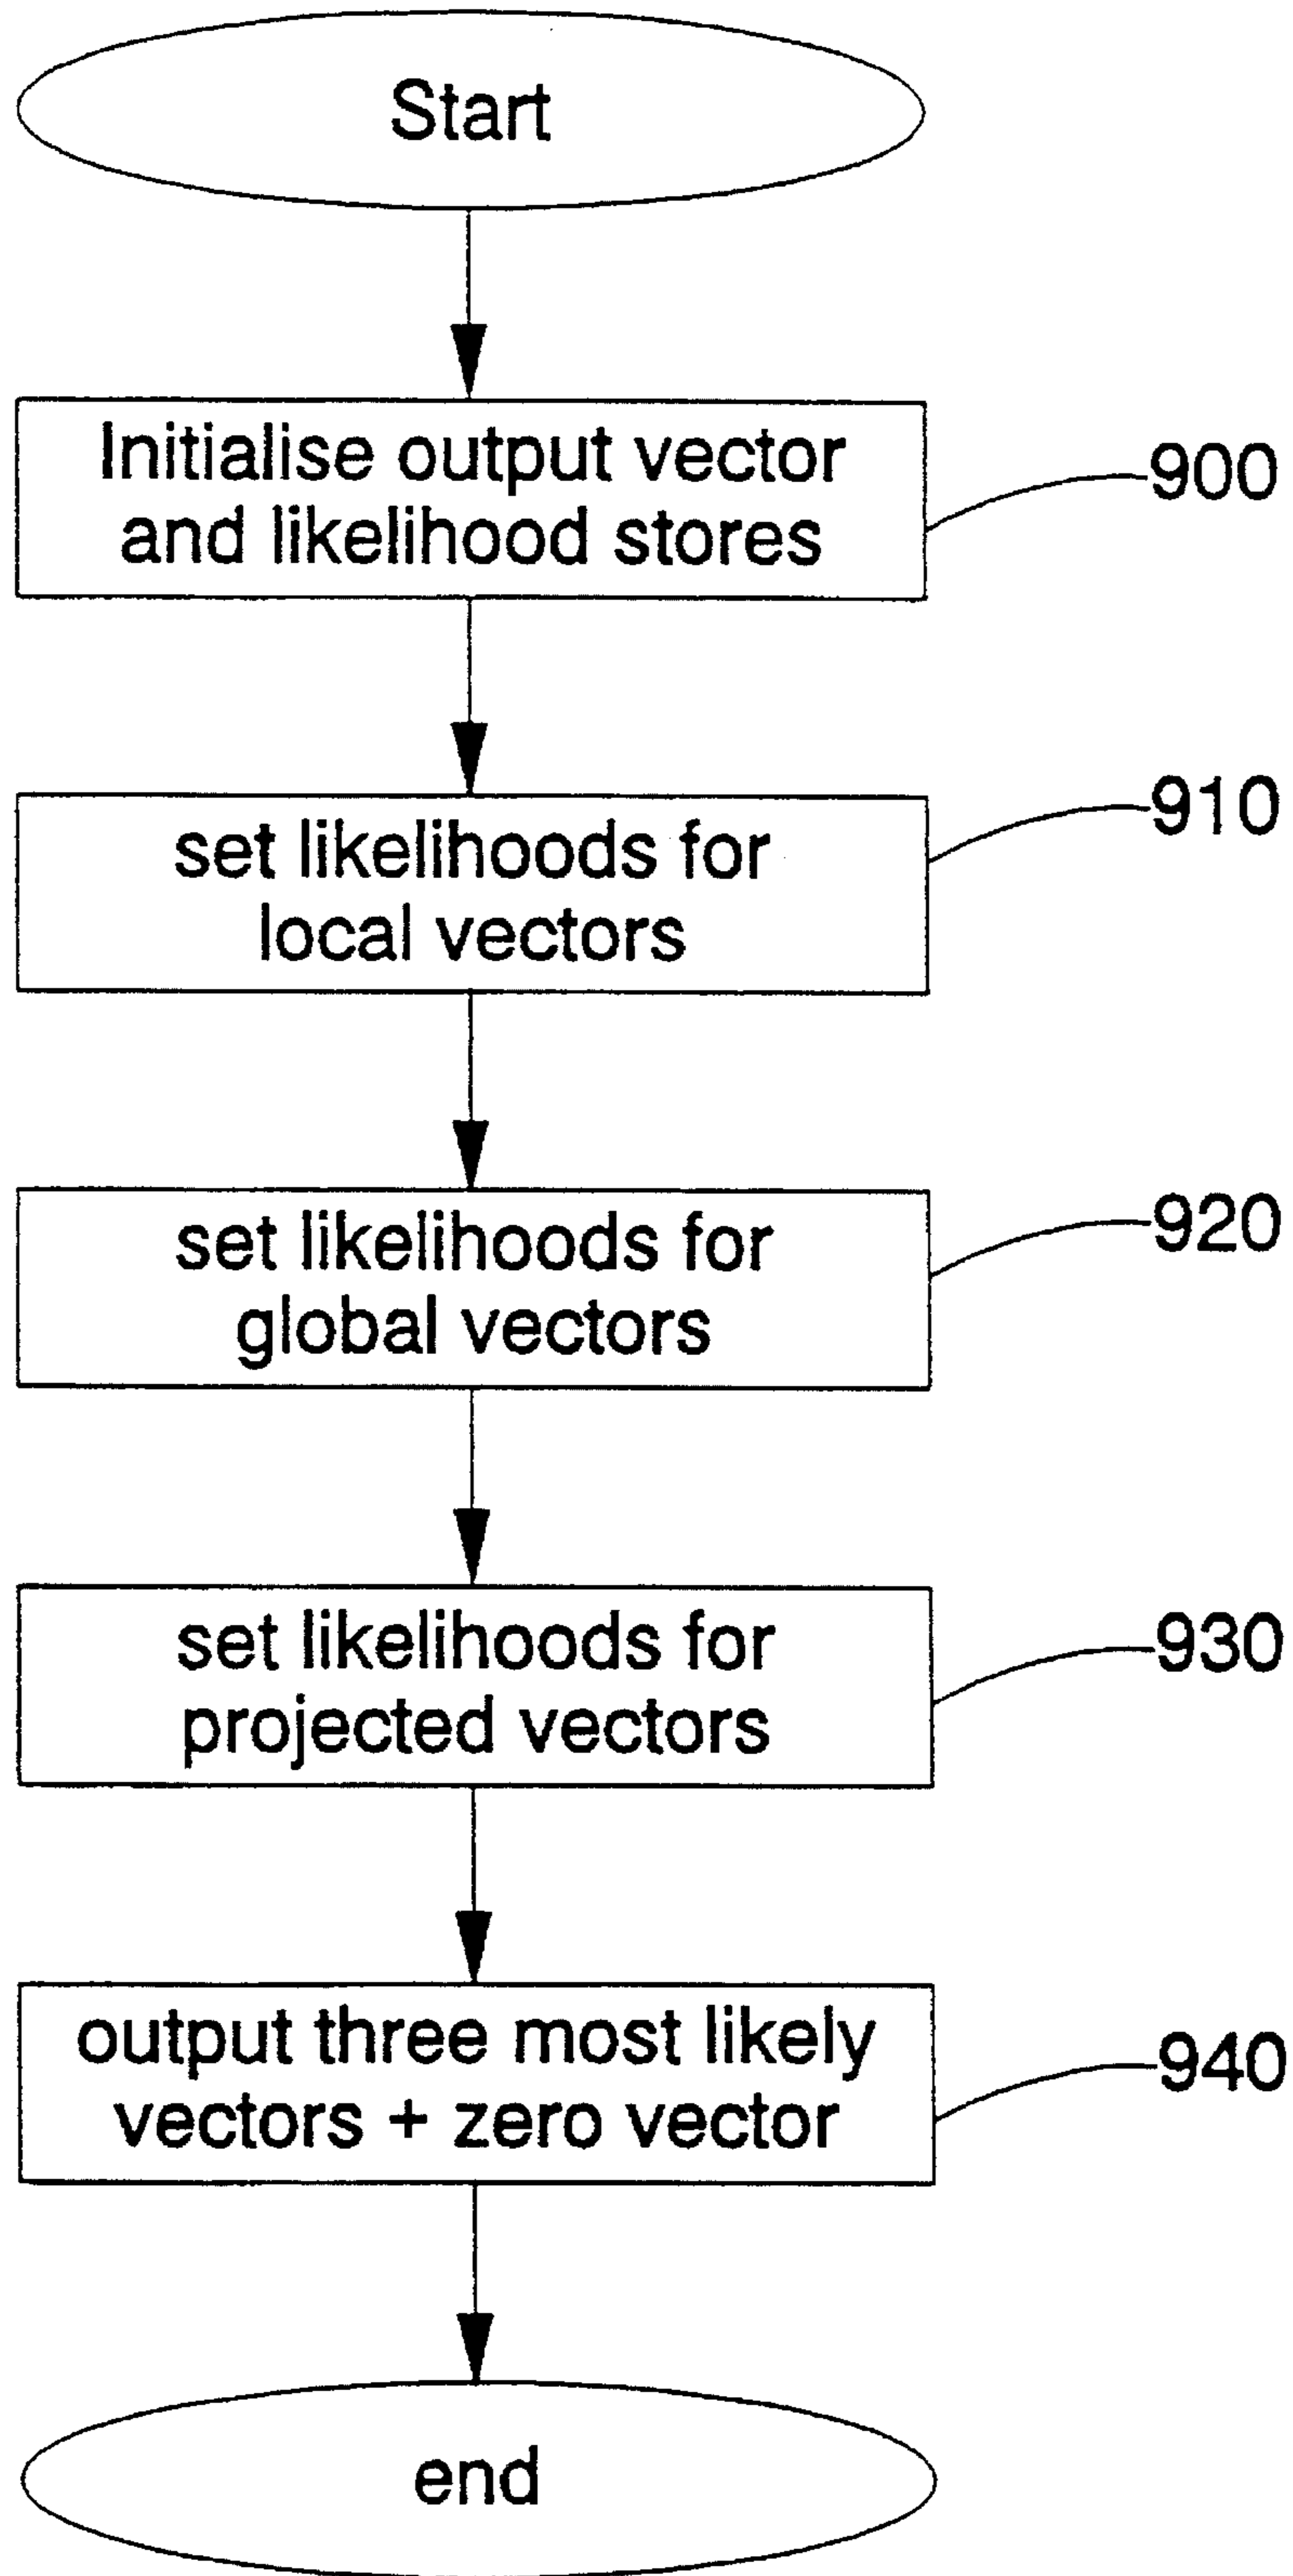 Start
Initialise output vector
and likelihood stores
900
set likelihoods for
local vectors
910
set likelihoods for
global vectors
920
set likelihoods for
projected vectors
930
output three most likely
vectors + zero vector
940
end